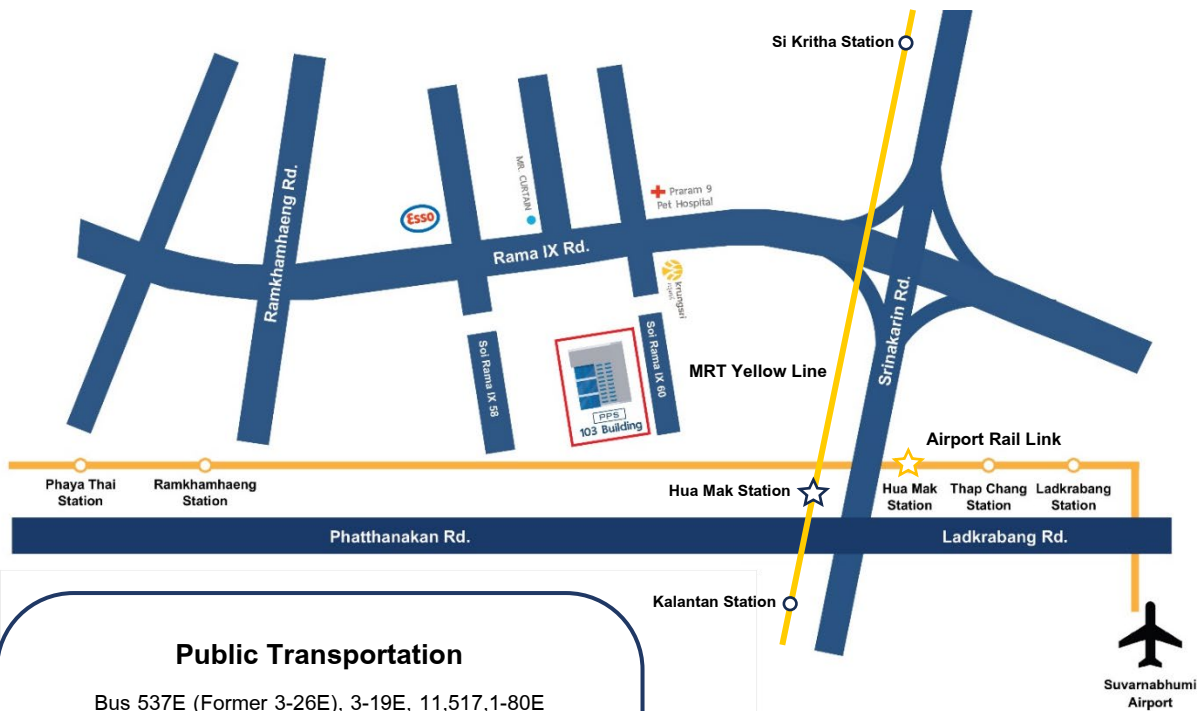 Si Kritha Station
Ramkhamhaeng Rd.
Esso
MR. CURTAIN
Praram 9
Pet Hospital
Rama IX Rd.
krungsri
Srinakarin Rd.
Soi Rama IX 58
Soi Rama IX 60
PPS
103 Building
MRT Yellow Line
Airport Rail Link
Phaya Thai
Station
Ramkhamhaeng
Station
Hua Mak Station
Hua Mak
Station
Thap Chang
Station
Ladkrabang
Station
Phatthanakan Rd.
Ladkrabang Rd.
Kalantan Station
Suvarnabhumi
Airport
Public Transportation
Bus 537E (Former 3-26E), 3-19E, 11,517,1-80E